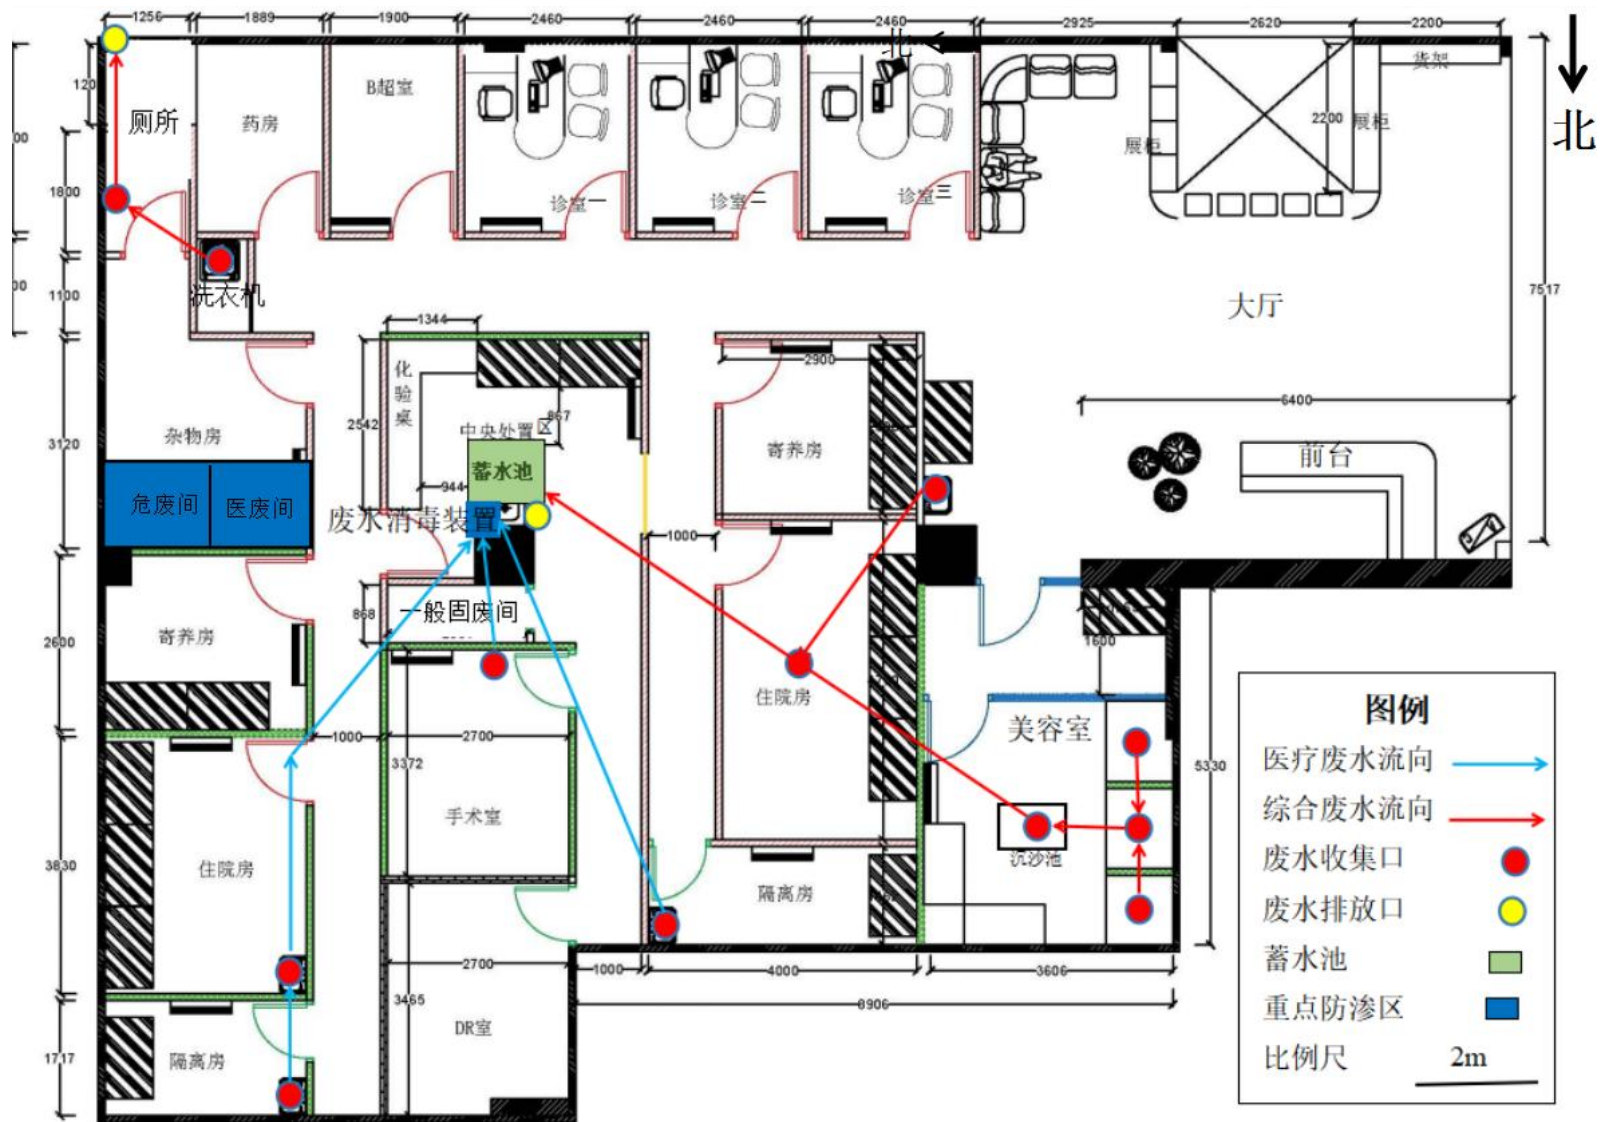 1256
1889
1900
2460
2460
2460
2925
2620
2200
北
北
120
厕所
药房
B超室
诊室一
诊室二
诊室三
展柜
2200
展柜
货架
1800
1100
洗衣机
大厅
7517
1344
2900
6400
化验桌
2542
867
中央处置区
3120
杂物房
蓄水池
944
寄养房
前台
危废间
医废间
废水消毒装置
1000
868
一般固废间
1600
2600
寄养房
住院房
美容室
1000
2700
3372
5330
手术室
沉沙池
3830
住院房
隔离房
2700
1000
4000
3606
3465
8906
DR室
1717
隔离房
图例
医疗废水流向
综合废水流向
废水收集口
废水排放口
蓄水池
重点防渗区
比例尺
2m